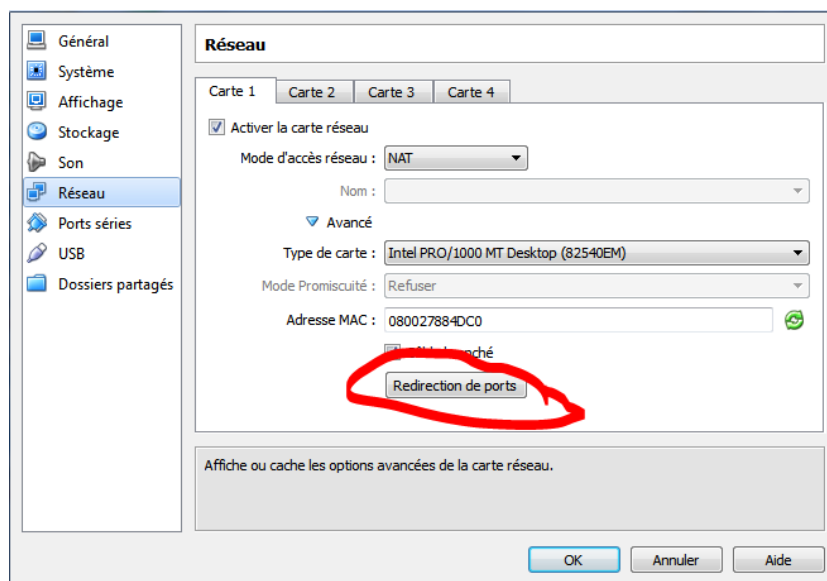 Général
Système
Affichage
Stockage
Son
Réseau
Ports séries
USB
Dossiers partagés
Réseau
Carte 1 Carte 2 Carte 3 Carte 4
Activer la carte réseau
Mode d'accès réseau : NAT
Nom :
Avancé
Type de carte : Intel PRO/1000 MT Desktop (82540EM)
Mode Promiscuité : Refuser
Adresse MAC : 080027884DC0
Redirection de ports
Affiche ou cache les options avancées de la carte réseau.
OK Annuler Aide